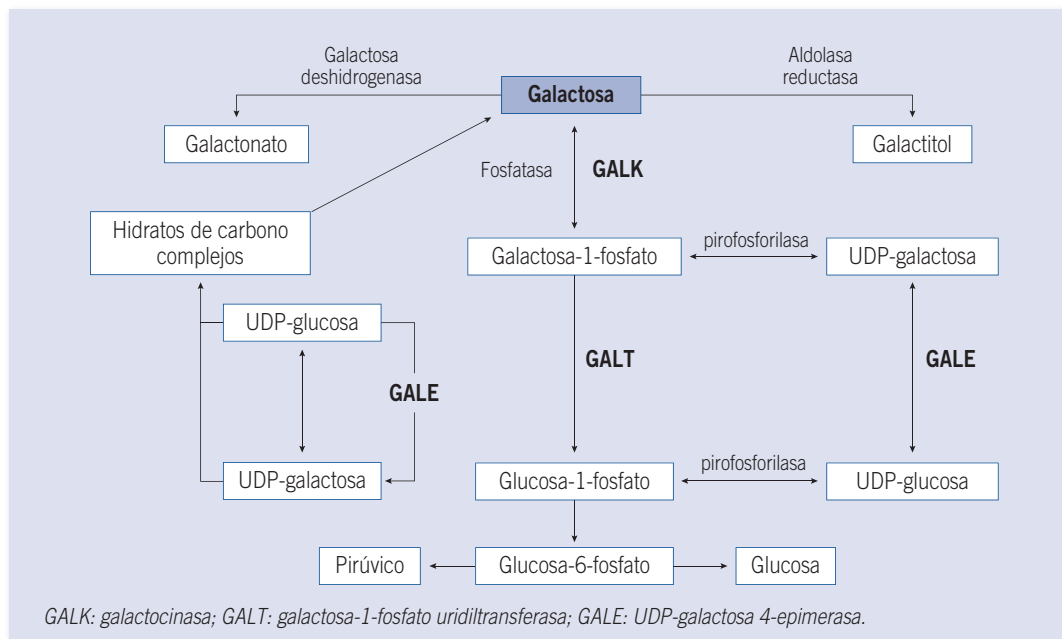 Galactosa
deshidrogenasa
Aldolasa
reductasa
Galactosa
Galactonato
Galactitol
Fosfatasa
GALK
Hidratos de carbono
complejos
Galactosa-1-fosfato
pirofosforilasa
UDP-galactosa
UDP-glucosa
GALE
GALT
GALE
UDP-galactosa
Glucosa-1-fosfato
pirofosforilasa
UDP-glucosa
Pirúvico
Glucosa-6-fosfato
Glucosa
GALK: galactocinasa; GALT: galactosa-1-fosfato uridiltransferasa; GALE: UDP-galactosa 4-epimerasa.